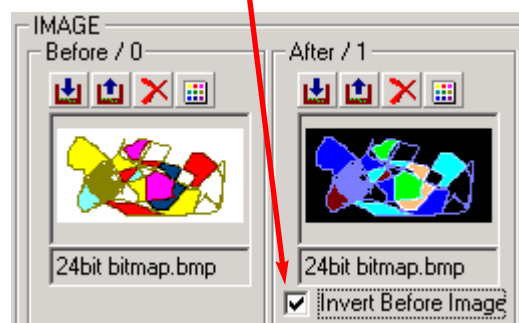 IMAGE
Before / 0
After / 1
24bit bitmap.bmp
24bit bitmap.bmp
Invert Before Image